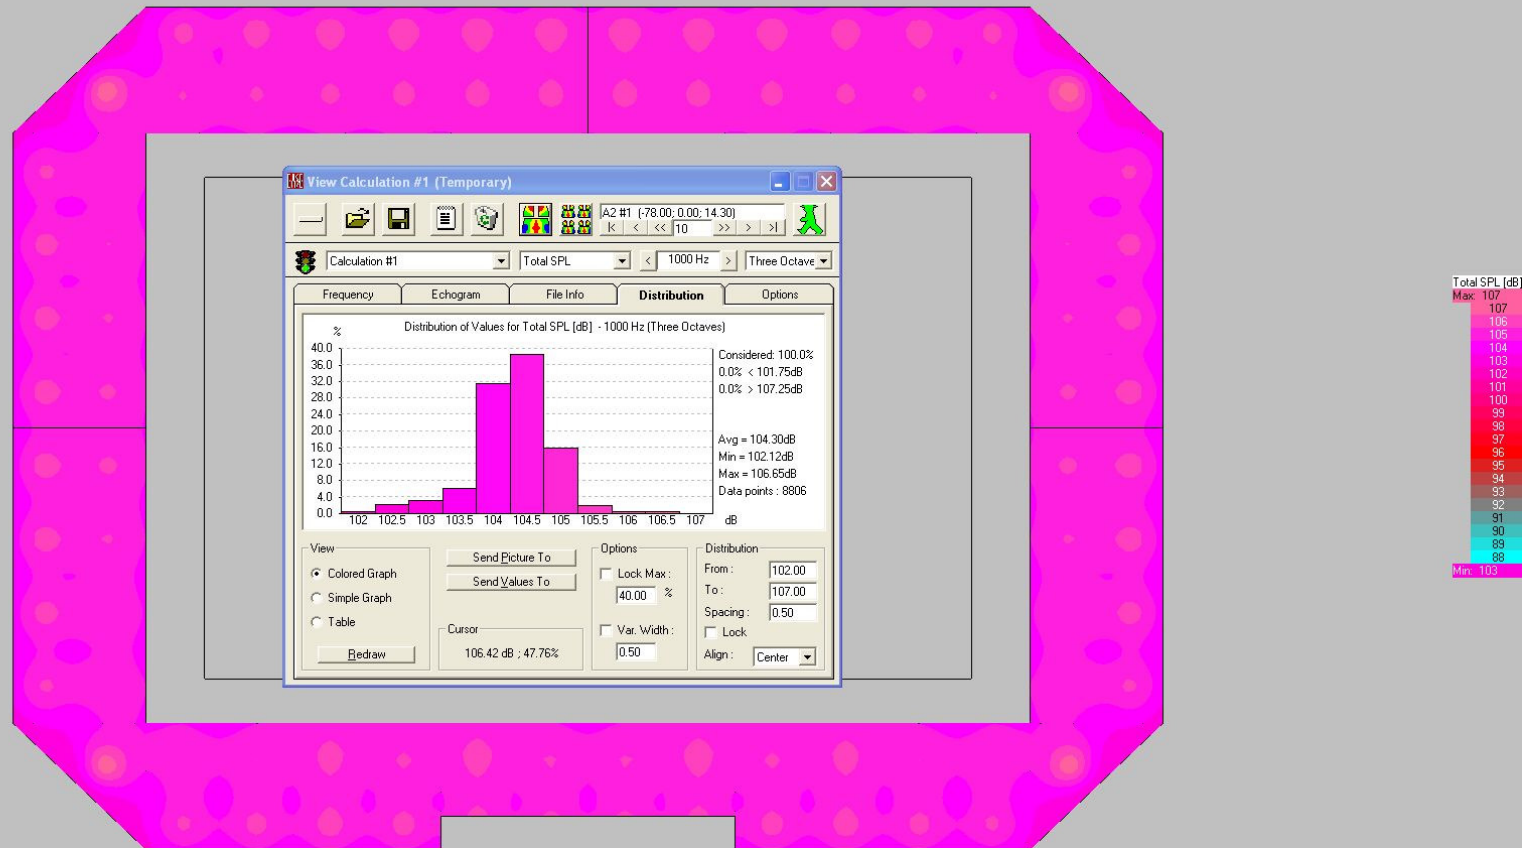 View Calculation #1 (Temporary)
A2 #1 (-78.00; 0.00; 14.30)
K < << 10 >> > >|
Calculation #1 Total SPL < 1000 Hz > Three Octave
Frequency Echogram File Info Distribution Options
Distribution of Values for Total SPL [dB] - 1000 Hz (Three Octaves)
%
40.0
36.0
32.0
28.0
24.0
20.0
16.0
12.0
8.0
4.0
0.0
102 102.5 103 103.5 104 104.5 105 105.5 106 106.5 107 dB
Considered: 100.0%
0.0% < 101.75dB
0.0% > 107.25dB
Avg = 104.30dB
Min = 102.12dB
Max = 106.65dB
Data points : 8806
View
Colored Graph
Simple Graph
Table
Redraw
Send Picture To
Send Values To
Cursor
106.42 dB ; 47.76%
Options
Lock Max :
40.00 %
Var. Width :
0.50
Distribution
From : 102.00
To : 107.00
Spacing : 0.50
Lock
Align : Center
Total SPL [dB]
Max: 107
107
106
105
104
103
102
101
100
99
98
97
96
95
94
93
92
91
90
89
88
Min: 103